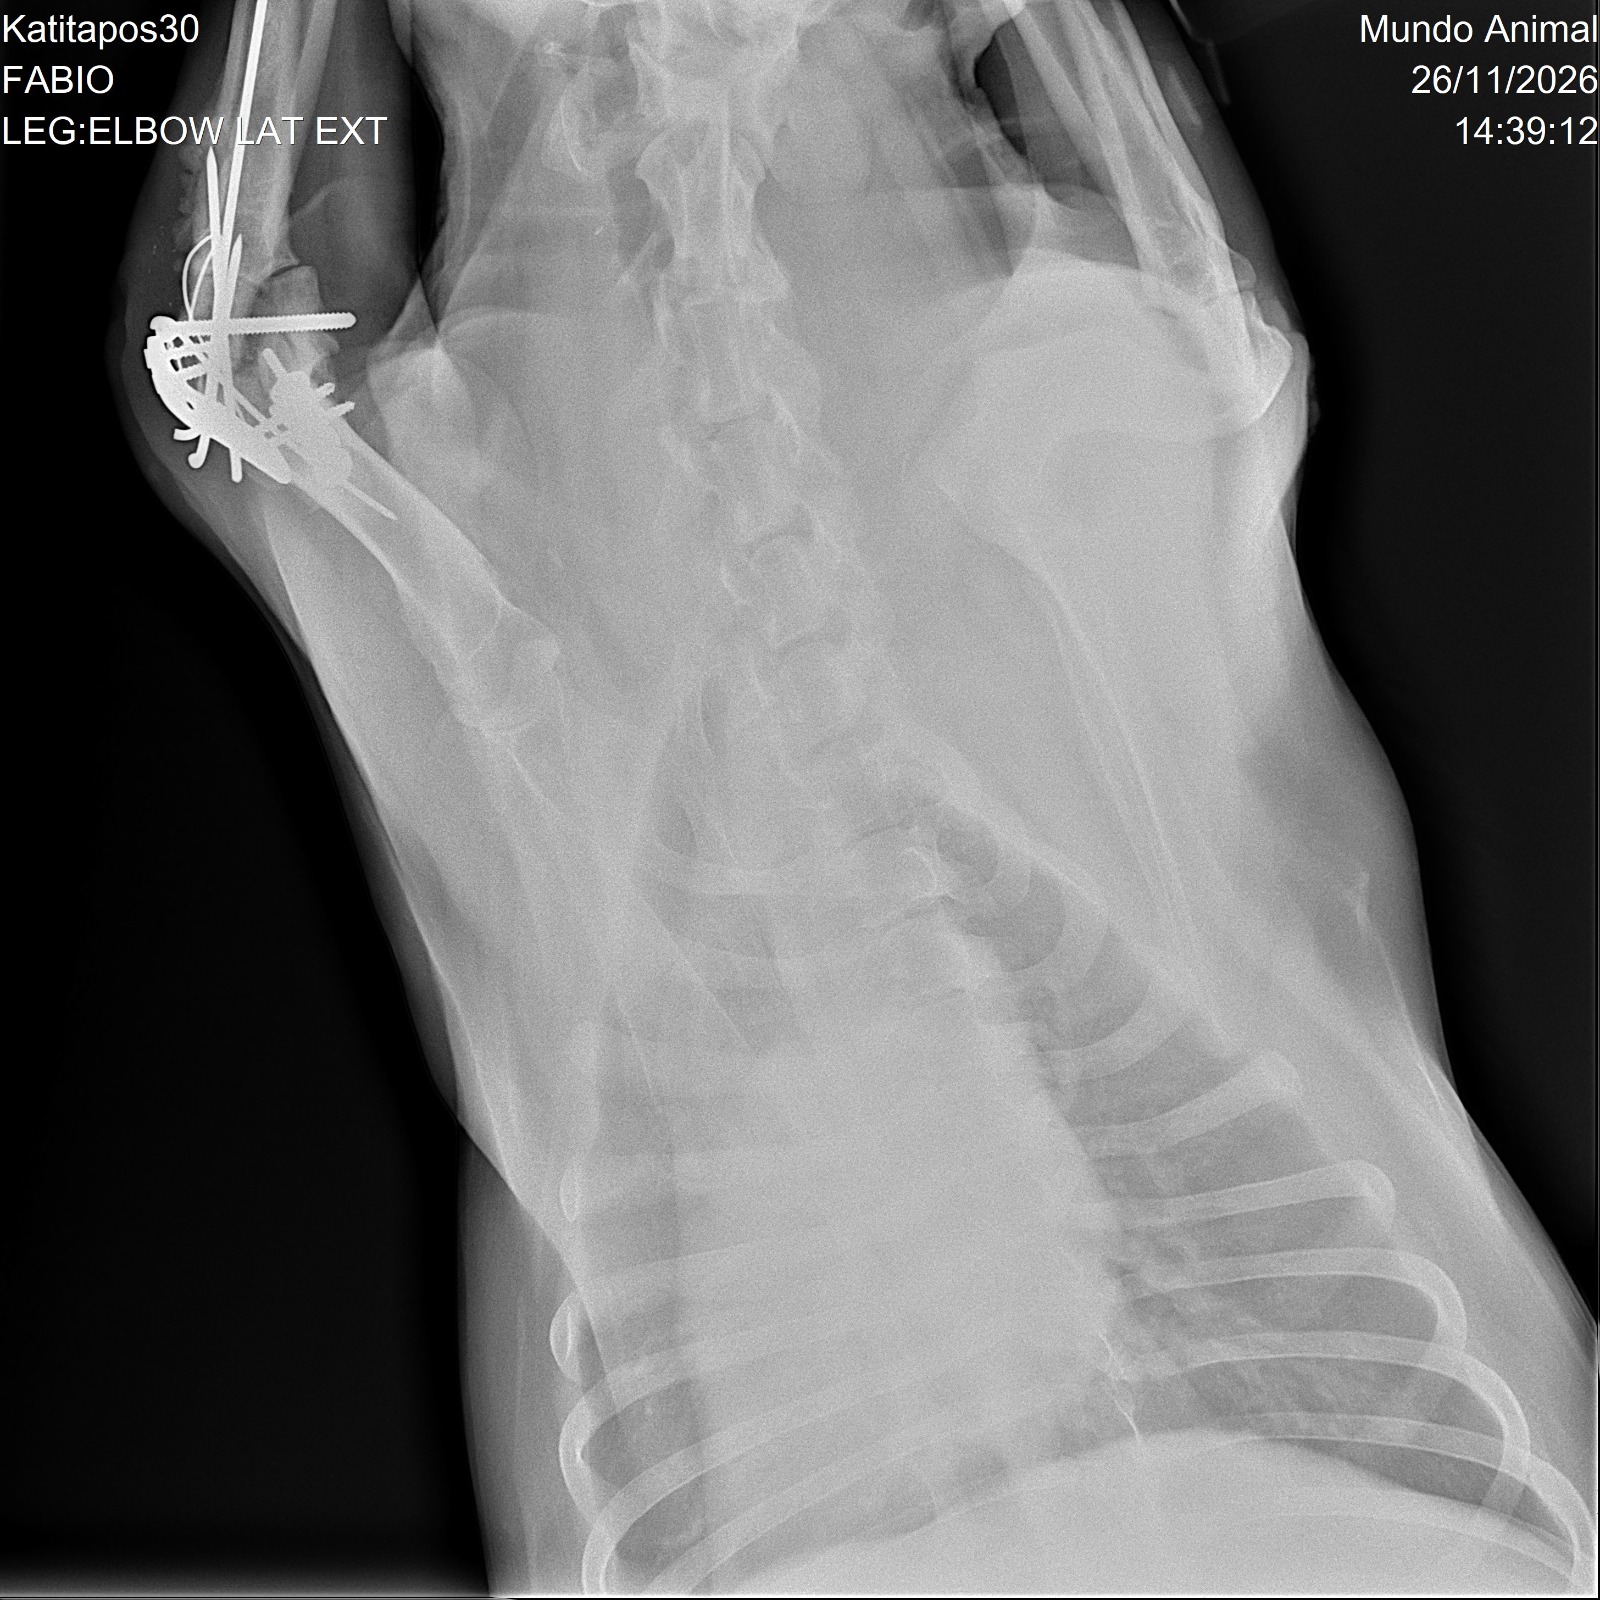 Katitapos30
FABIO
LEG:ELBOW LAT EXT
Mundo Animal
26/11/2026
14:39:12